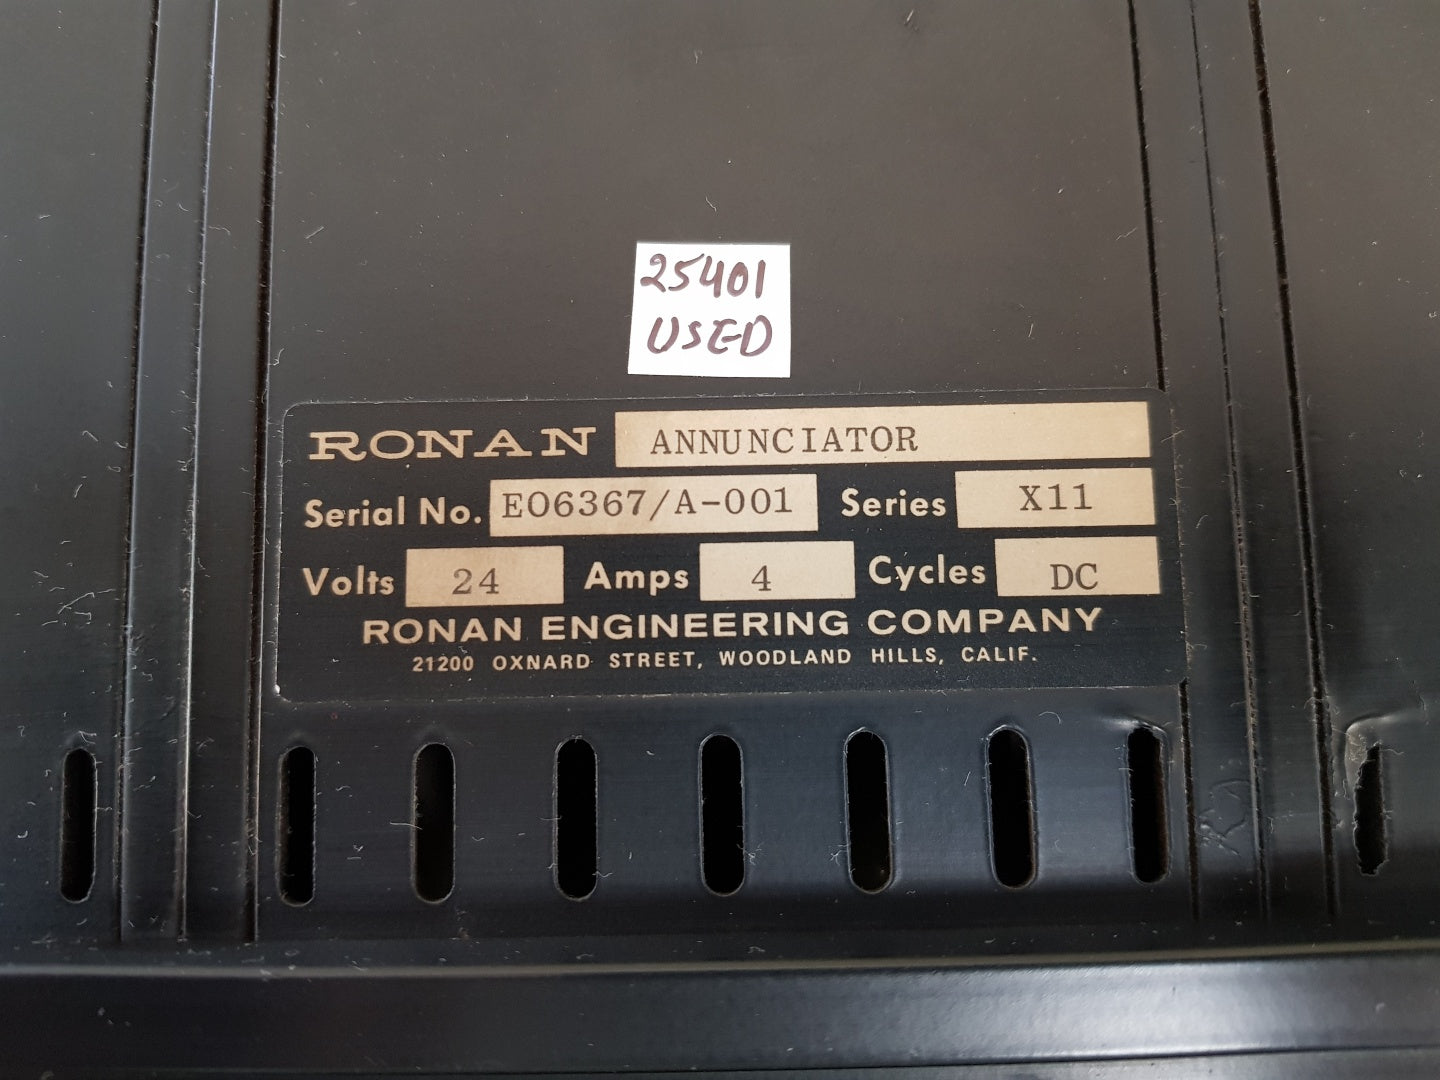 25401
USED
RONAN ANNUNCIATOR
Serial No. E06367/A-001 Series X11
Volts 24 Amps 4 Cycles DC
RONAN ENGINEERING COMPANY
21200 OXNARD STREET, WOODLAND HILLS, CALIF.